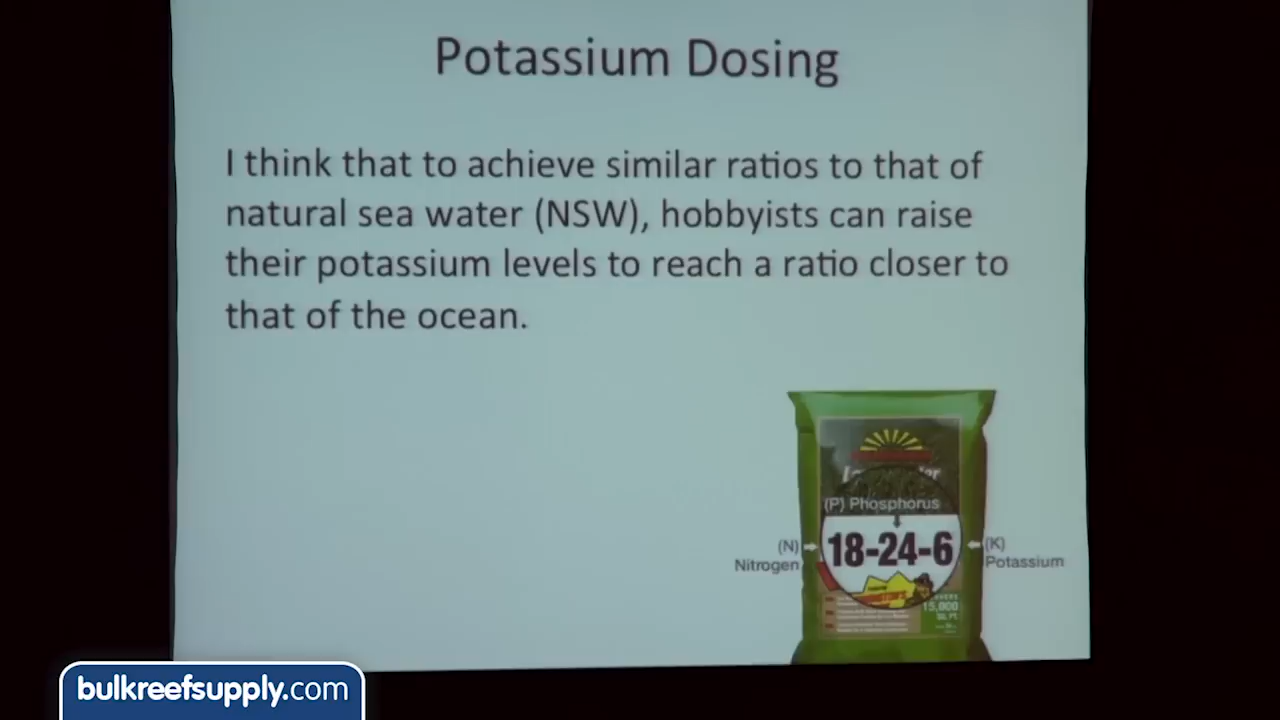 Potassium Dosing
I think that to achieve similar ratios to that of
natural sea water (NSW), hobbyists can raise
their potassium levels to reach a ratio closer to
that of the ocean.
(P) Phosphorus
(N)
Nitrogen
18-24-6
(K)
Potassium
15,000
SQ. FT.
bulkreefsupply.com